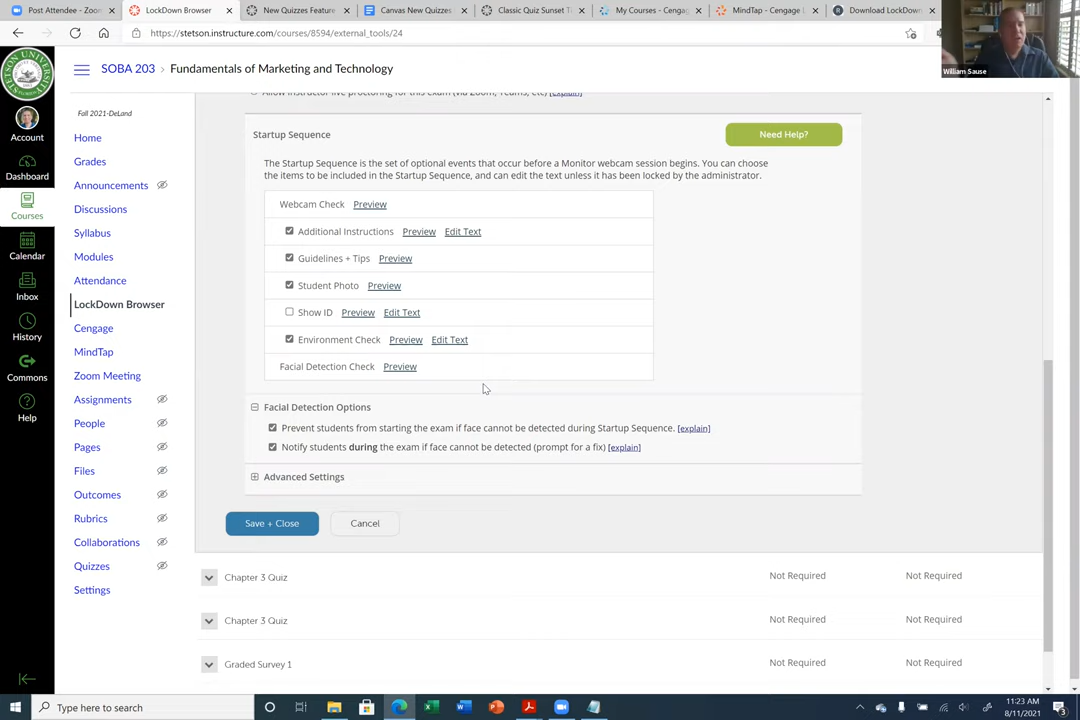 Post Attendee - Zoom
LockDown Browser
New Quizzes Feature
Canvas New Quizzes
Classic Quiz Sunset T
My Courses - Cengag
MindTap - Cengage L
Download LockDown
https://stetson.instructure.com/courses/8594/external_tools/24
William Sause
SOBA 203 › Fundamentals of Marketing and Technology
Fall 2021-DeLand
Account
Dashboard
Courses
Calendar
Inbox
History
Commons
Help
Home
Grades
Announcements
Discussions
Syllabus
Modules
Attendance
LockDown Browser
Cengage
MindTap
Zoom Meeting
Assignments
People
Pages
Files
Outcomes
Rubrics
Collaborations
Quizzes
Settings
Allow instructor live proctoring for this exam (via Zoom, Teams, etc) [explain]
Startup Sequence
Need Help?
The Startup Sequence is the set of optional events that occur before a Monitor webcam session begins. You can choose
the items to be included in the Startup Sequence, and can edit the text unless it has been locked by the administrator.
Webcam Check Preview
Additional Instructions Preview Edit Text
Guidelines + Tips Preview
Student Photo Preview
Show ID Preview Edit Text
Environment Check Preview Edit Text
Facial Detection Check Preview
Facial Detection Options
Prevent students from starting the exam if face cannot be detected during Startup Sequence. [explain]
Notify students during the exam if face cannot be detected (prompt for a fix) [explain]
Advanced Settings
Save + Close
Cancel
Chapter 3 Quiz Not Required Not Required
Chapter 3 Quiz Not Required Not Required
Graded Survey 1 Not Required Not Required
Type here to search
11:23 AM
8/11/2021